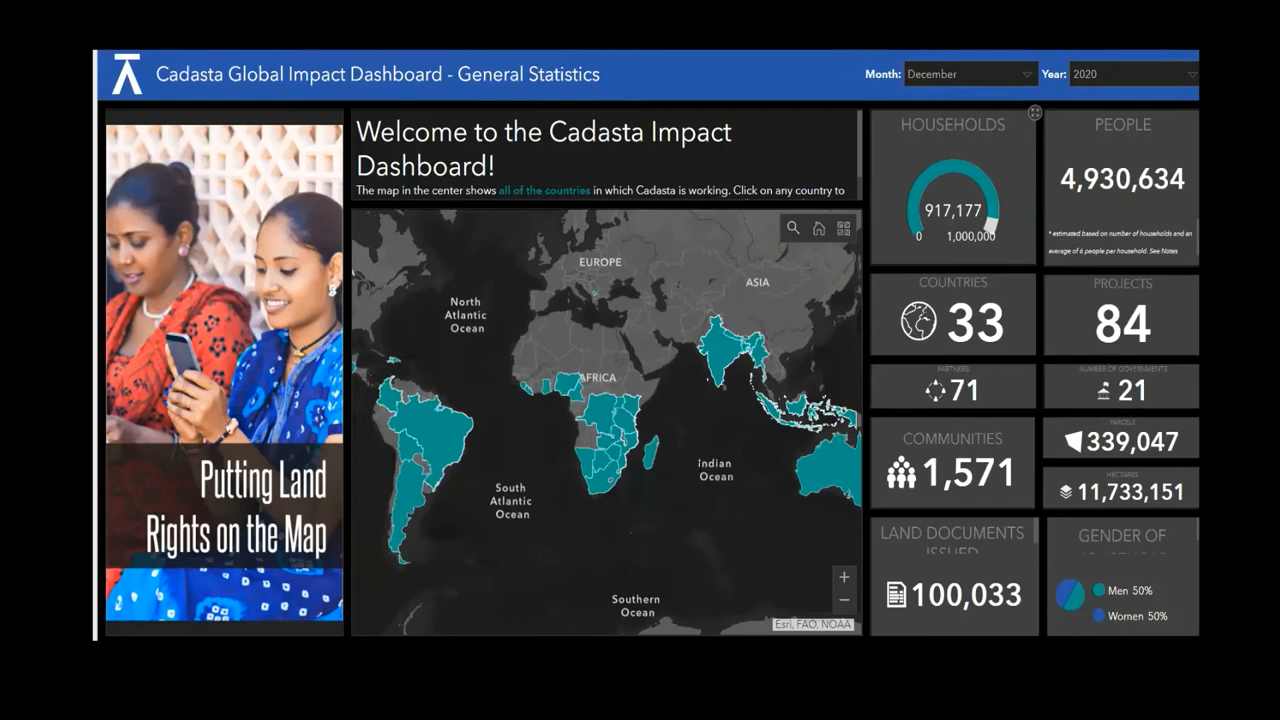 Cadasta Global Impact Dashboard - General Statistics
Month: December Year: 2020
Putting Land
Rights on the Map
Welcome to the Cadasta Impact
Dashboard!
The map in the center shows all of the countries in which Cadasta is working. Click on any country to
EUROPE
ASIA
North
Atlantic
Ocean
AFRICA
Indian
Ocean
South
Atlantic
Ocean
Southern
Ocean
Esri, FAO, NOAA
HOUSEHOLDS
917,177
0 1,000,000
PEOPLE
4,930,634
* estimated based on number of households and an
average of 6 people per household. See Notes
COUNTRIES
33
PROJECTS
84
PARTNERS
71
NUMBER OF GOVERNMENTS
21
COMMUNITIES
1,571
PARCELS
339,047
HECTARES
11,733,151
LAND DOCUMENTS
ISSUED
100,033
GENDER OF
Men 50%
Women 50%